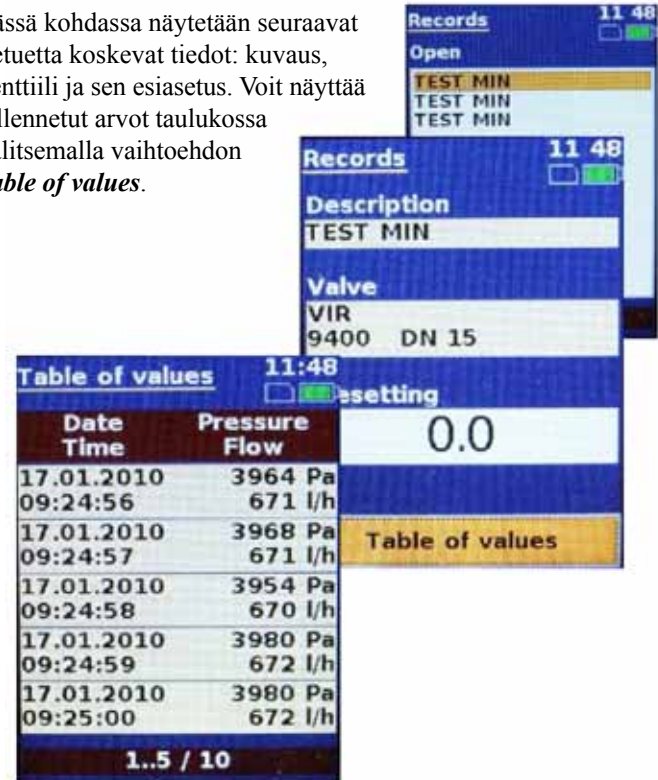 ässä kohdassa näytetään seuraavat
etuetta koskevat tiedot: kuvaus,
enttiili ja sen esiasetus. Voit näyttää
llennetut arvot taulukossa
alitsemalla vaihtoehdon
able of values.
Records 11 48
Open
TEST MIN
TEST MIN
TEST MIN
Records 11 48
Description
TEST MIN
Valve
VIR
9400 DN 15
esetting
0.0
Table of values
Table of values 11:48
Date Pressure
Time Flow
17.01.2010 3964 Pa
09:24:56 671 l/h
17.01.2010 3968 Pa
09:24:57 671 l/h
17.01.2010 3954 Pa
09:24:58 670 l/h
17.01.2010 3980 Pa
09:24:59 672 l/h
17.01.2010 3980 Pa
09:25:00 672 l/h
1..5 / 10